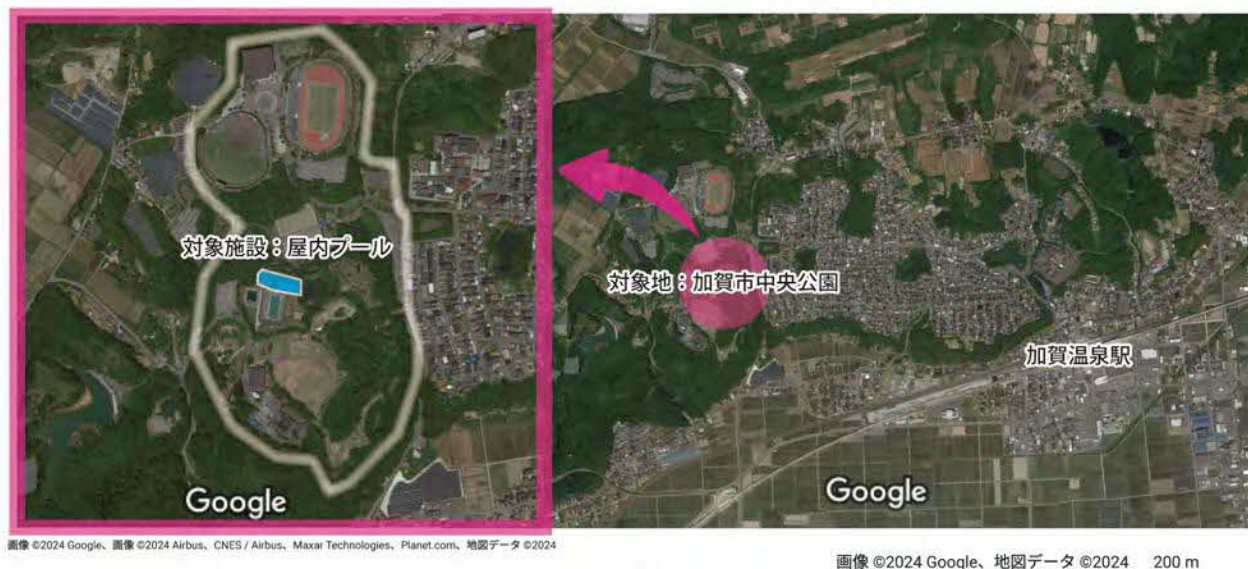 対象施設：屋内プール
Google
画像 ©2024 Google、画像 ©2024 Airbus、CNES / Airbus、Maxar Technologies、Planet.com、地図データ ©2024
対象地：加賀市中央公園
加賀温泉駅
Google
画像 ©2024 Google、地図データ ©2024 200 m